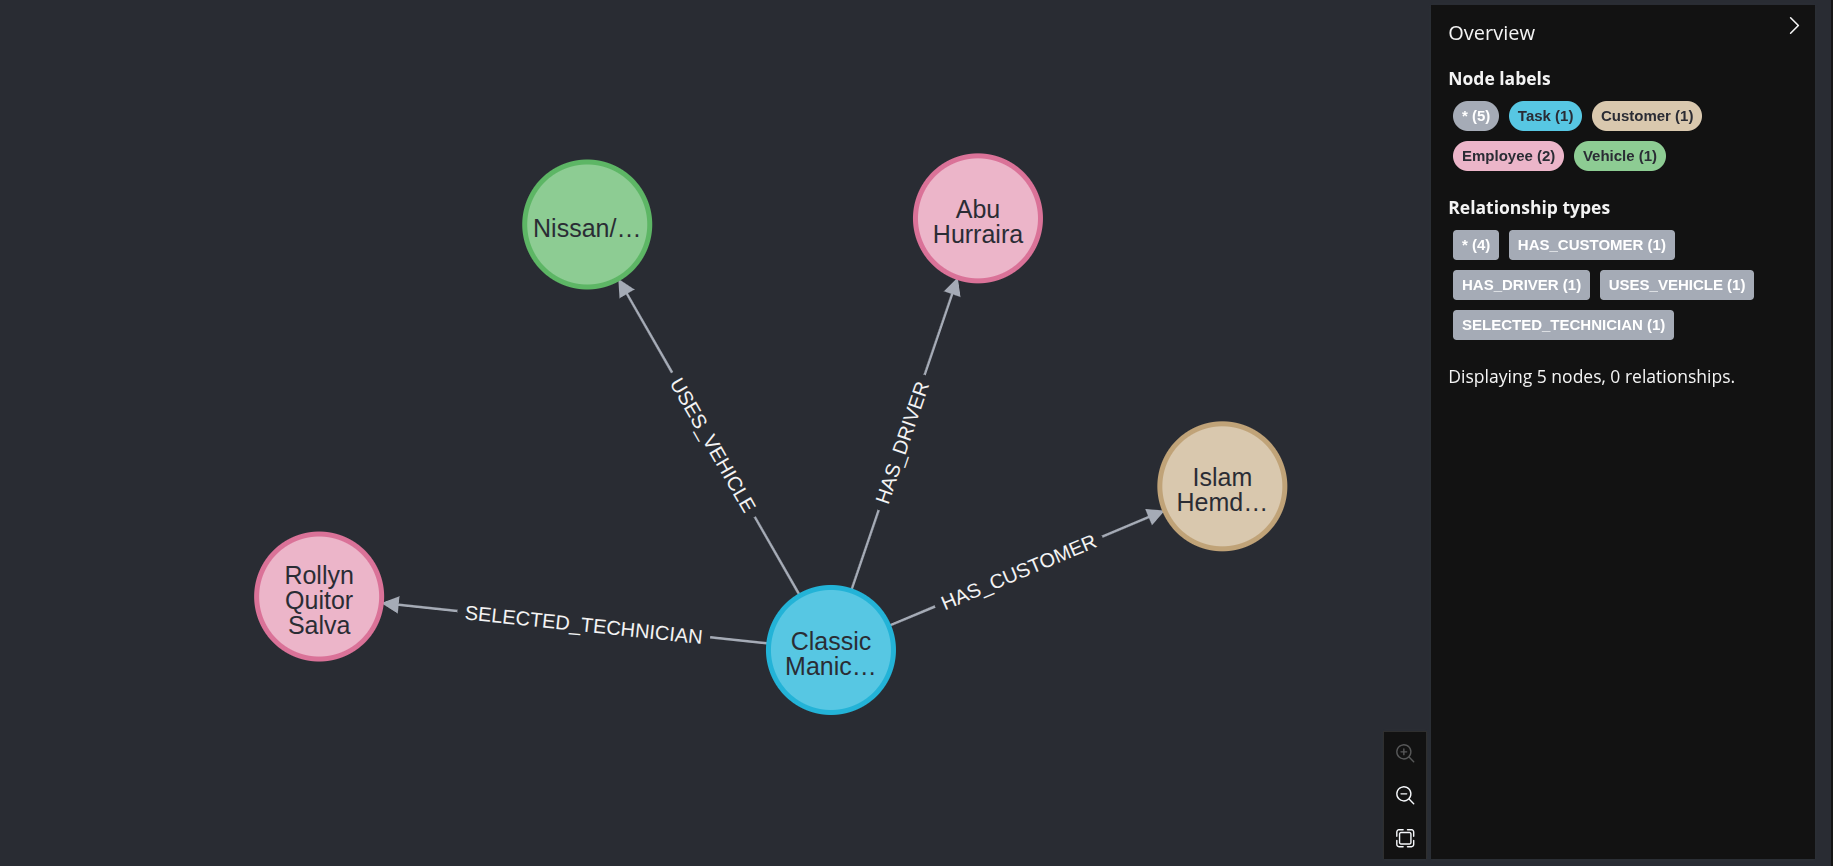 Nissan/…
Abu
Hurraira
USES_VEHICLE
HAS_DRIVER
Islam
Hemd…
HAS_CUSTOMER
Rollyn
Quitor
Salva
SELECTED_TECHNICIAN
Classic
Manic…
Overview
Node labels
* (5) Task (1) Customer (1)
Employee (2) Vehicle (1)
Relationship types
* (4) HAS_CUSTOMER (1)
HAS_DRIVER (1) USES_VEHICLE (1)
SELECTED_TECHNICIAN (1)
Displaying 5 nodes, 0 relationships.